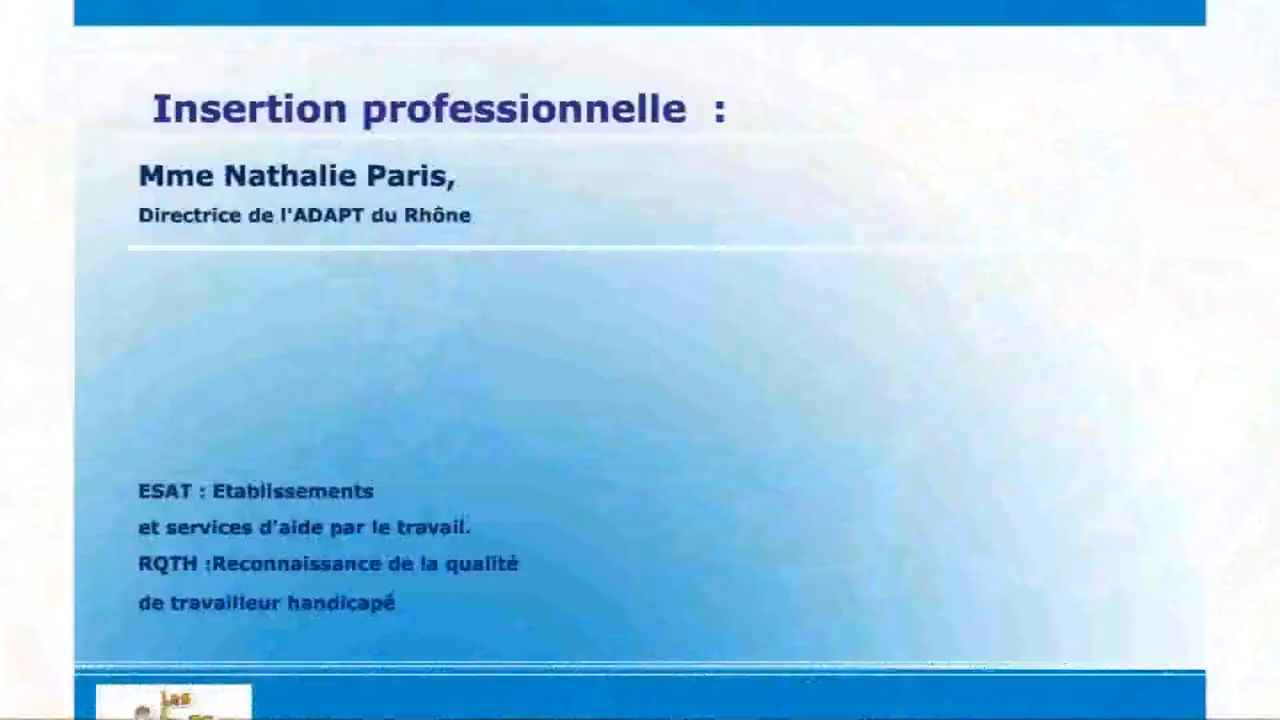 Insertion professionnelle :
Mme Nathalie Paris,
Directrice de l'ADAPT du Rhône
ESAT : Etablissements
et services d'aide par le travail.
RQTH :Reconnaissance de la qualité
de travailleur handicapé
Les